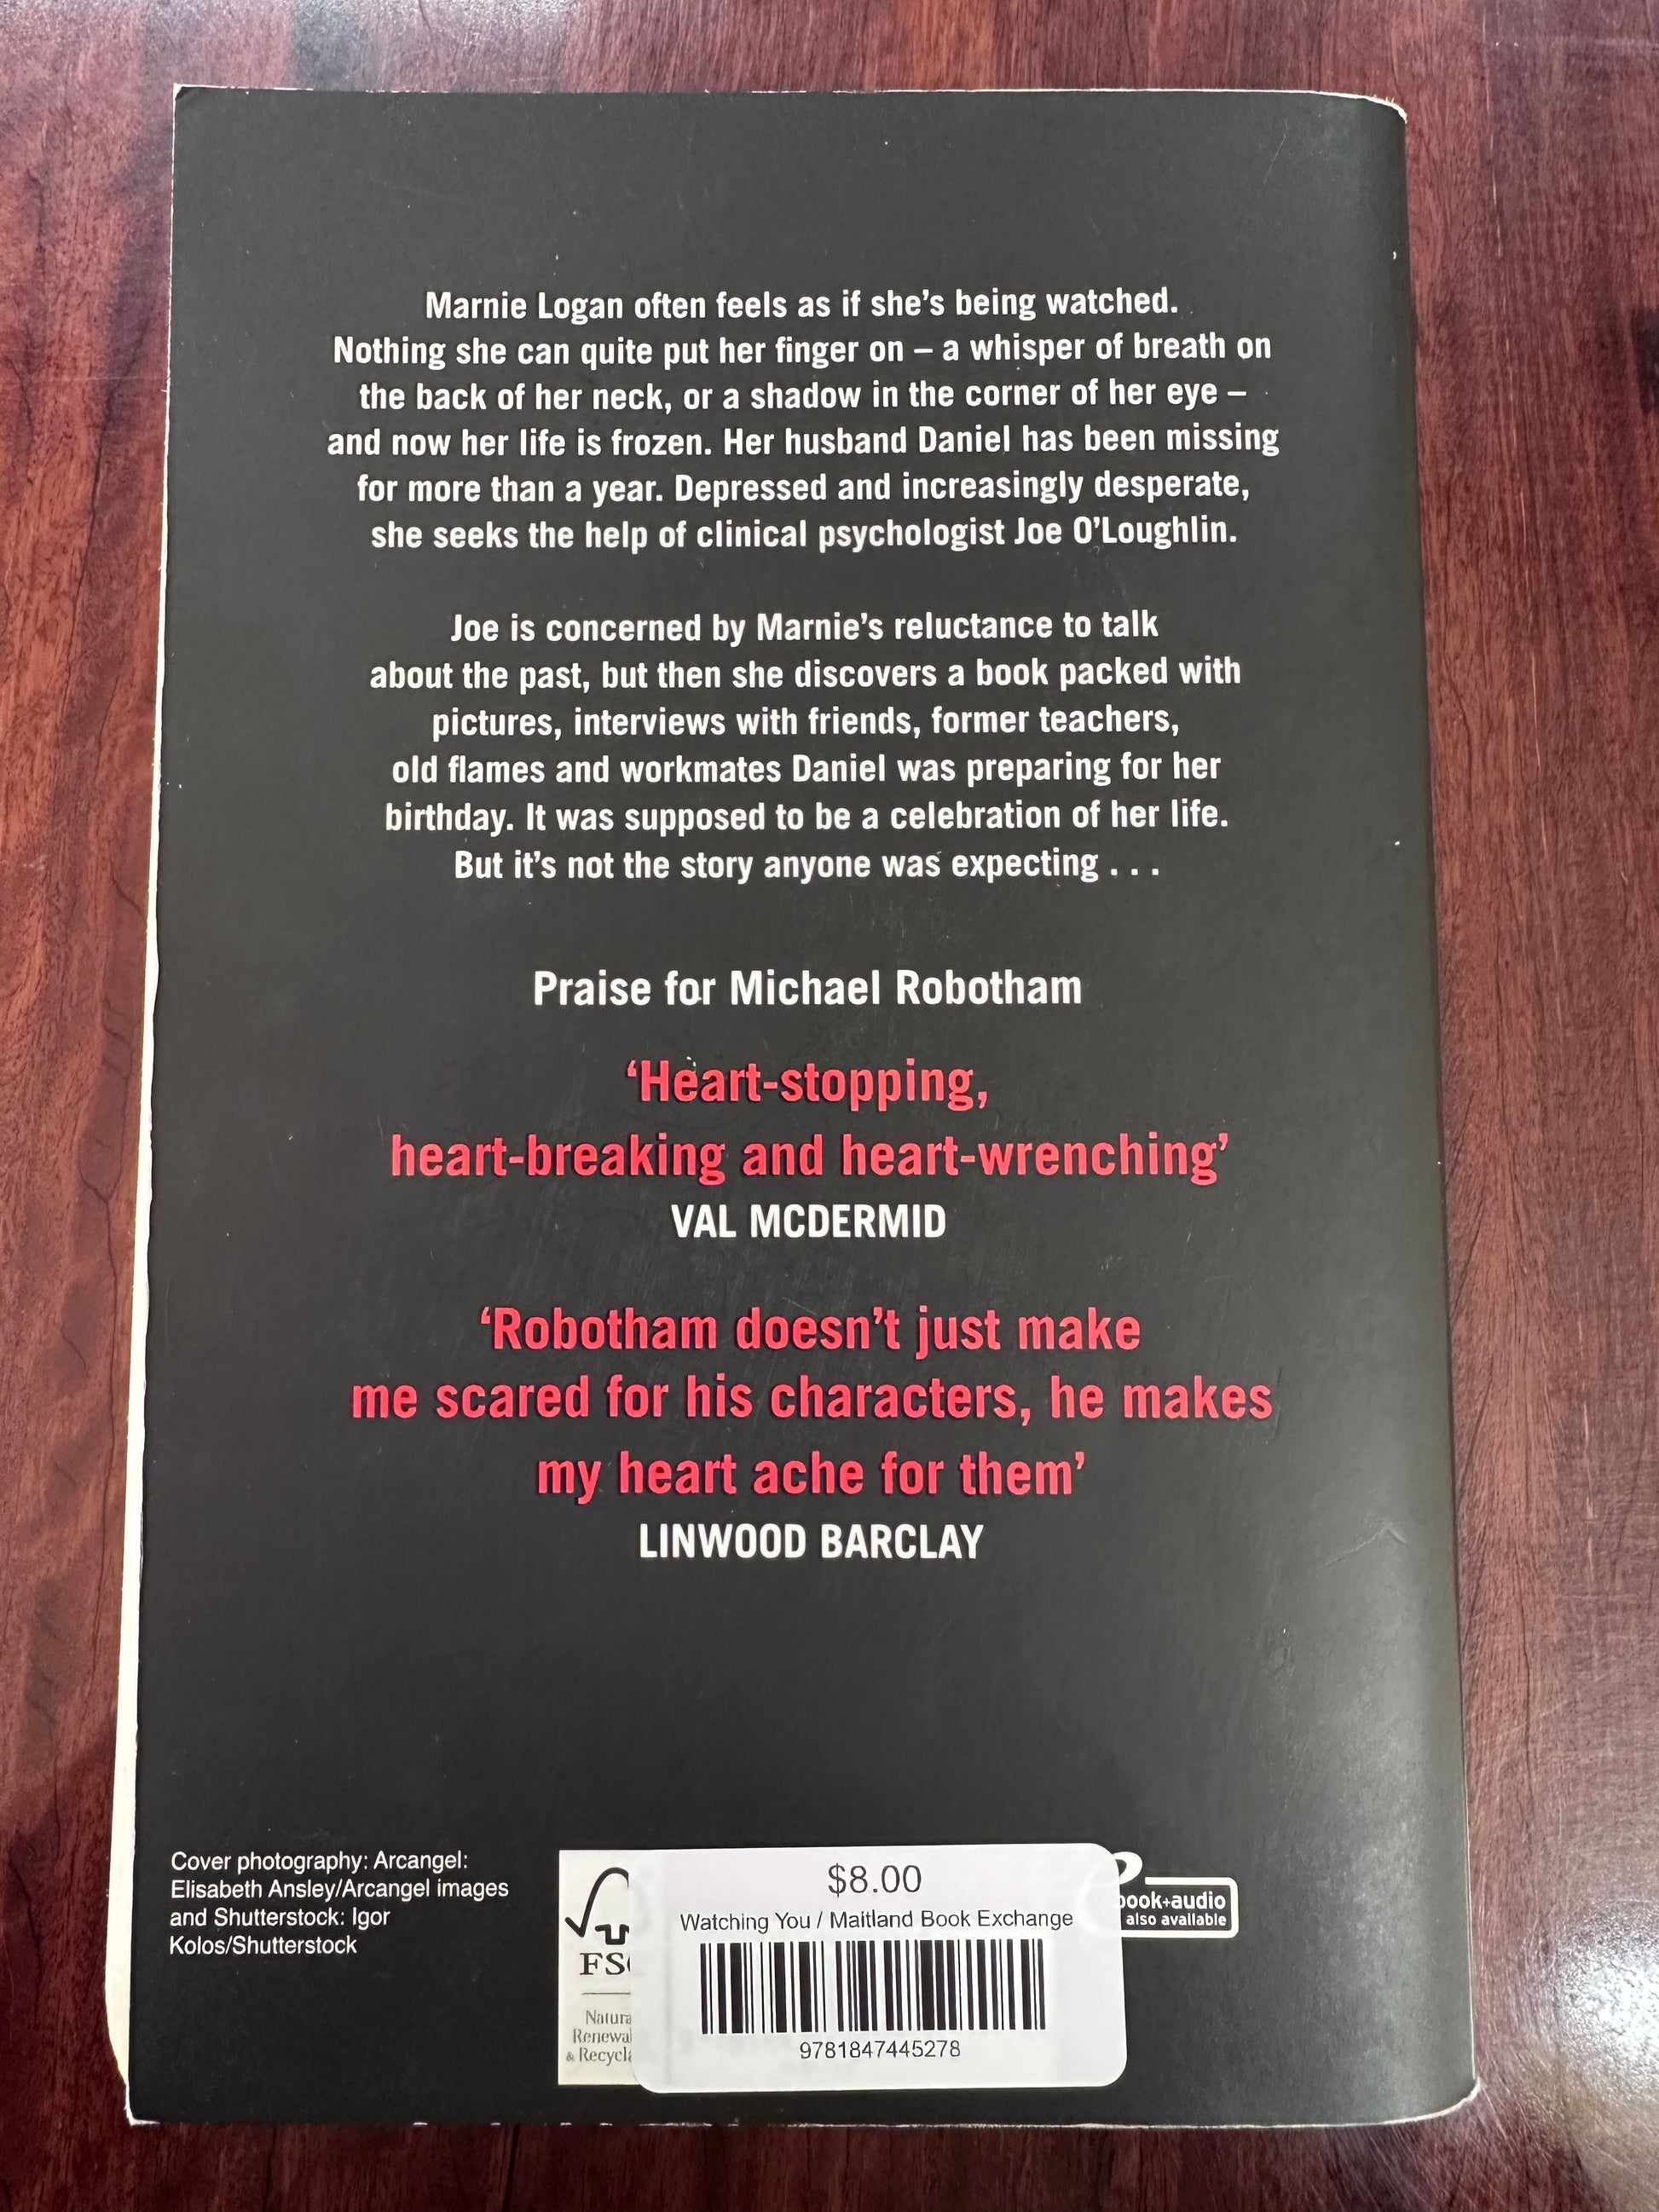 Marnie Logan often feels as if she’s being watched.
Nothing she can quite put her finger on – a whisper of breath on
the back of her neck, or a shadow in the corner of her eye –
and now her life is frozen. Her husband Daniel has been missing
for more than a year. Depressed and increasingly desperate,
she seeks the help of clinical psychologist Joe O’Loughlin.
Joe is concerned by Marnie’s reluctance to talk
about the past, but then she discovers a book packed with
pictures, interviews with friends, former teachers,
old flames and workmates Daniel was preparing for her
birthday. It was supposed to be a celebration of her life.
But it’s not the story anyone was expecting . . .
Praise for Michael Robotham
‘Heart-stopping,
heart-breaking and heart-wrenching’
VAL MCDERMID
‘Robotham doesn’t just make
me scared for his characters, he makes
my heart ache for them’
LINWOOD BARCLAY
Cover photography: Arcangel:
Elisabeth Ansley/Arcangel images
and Shutterstock: Igor
Kolos/Shutterstock
FS
Natura
Renewa
& Recycl
$8.00
Watching You / Maitland Book Exchange
9781847445278
book+audio
also available